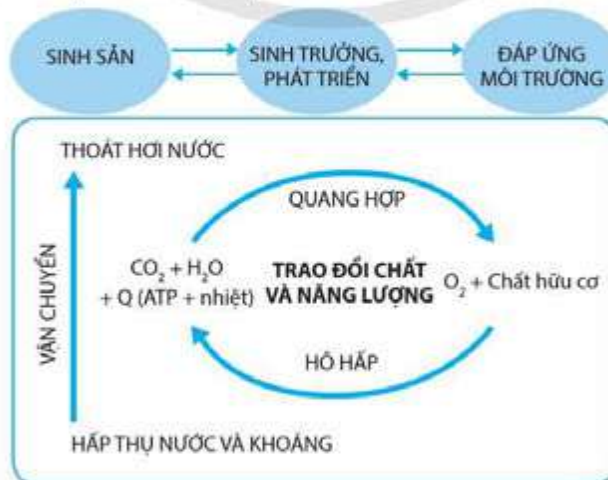 SINH SẢN
SINH TRƯỞNG,
PHÁT TRIỂN
ĐÁP ỨNG
MÔI TRƯỜNG
THOÁT HƠI NƯỚC
QUANG HỢP
VẬN CHUYỂN
CO₂ + H₂O
+ Q (ATP + nhiệt)
TRAO ĐỔI CHẤT
VÀ NĂNG LƯỢNG
O₂ + Chất hữu cơ
HÔ HẤP
HẤP THỤ NƯỚC VÀ KHOÁNG